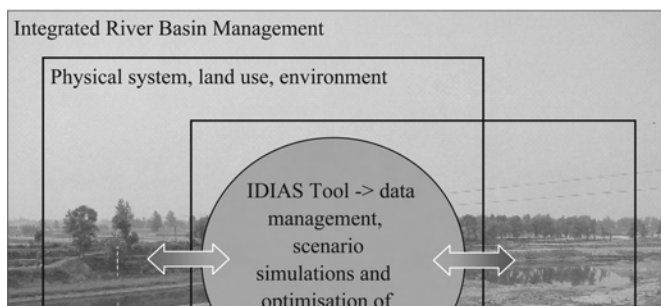 Integrated River Basin Management
Physical system, land use, environment
IDIAS Tool -> data
management,
scenario
simulations and
optimisation of